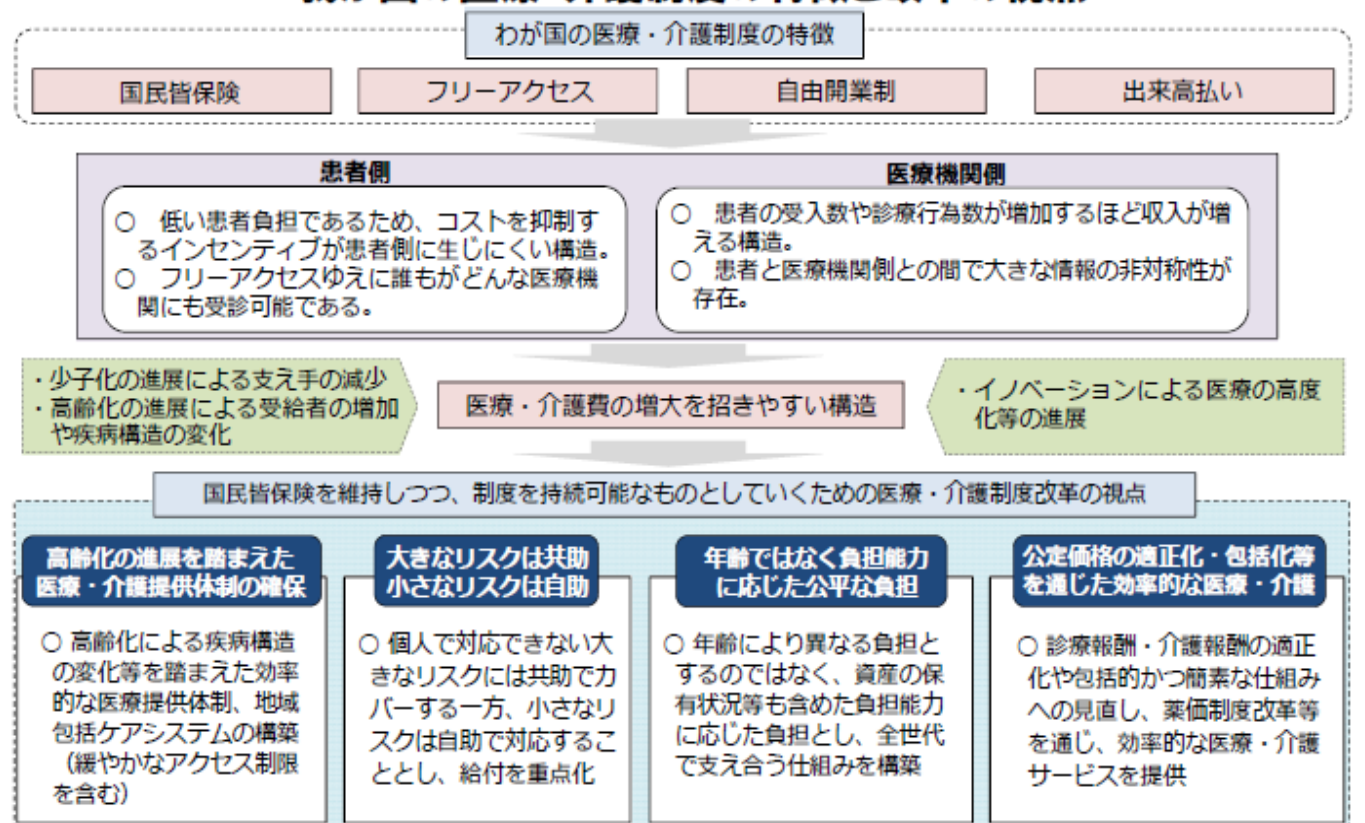 わが国の医療・介護制度の特徴
国民皆保険
フリーアクセス
自由開業制
出来高払い
患者側
○ 低い患者負担であるため、コストを抑制す
るインセンティブが患者側に生じにくい構造。
○ フリーアクセスゆえに誰もがどんな医療機
関にも受診可能である。
医療機関側
○ 患者の受入数や診療行為数が増加するほど収入が増
える構造。
○ 患者と医療機関側との間で大きな情報の非対称性が
存在。
・少子化の進展による支え手の減少
・高齢化の進展による受給者の増加
や疾病構造の変化
医療・介護費の増大を招きやすい構造
・イノベーションによる医療の高度
化等の進展
国民皆保険を維持しつつ、制度を持続可能なものとしていくための医療・介護制度改革の視点
高齢化の進展を踏まえた
医療・介護提供体制の確保
○ 高齢化による疾病構造
の変化等を踏まえた効率
的な医療提供体制、地域
包括ケアシステムの構築
（緩やかなアクセス制限
を含む）
大きなリスクは共助
小さなリスクは自助
○ 個人で対応できない大
きなリスクには共助でカ
バーする一方、小さなリ
スクは自助で対応するこ
ととし、給付を重点化
年齢ではなく負担能力
に応じた公平な負担
○ 年齢により異なる負担と
するのではなく、資産の保
有状況等も含めた負担能力
に応じた負担とし、全世代
で支え合う仕組みを構築
公定価格の適正化・包括化等
を通じた効率的な医療・介護
○ 診療報酬・介護報酬の適正
化や包括的かつ簡素な仕組み
への見直し、薬価制度改革等
を通じ、効率的な医療・介護
サービスを提供